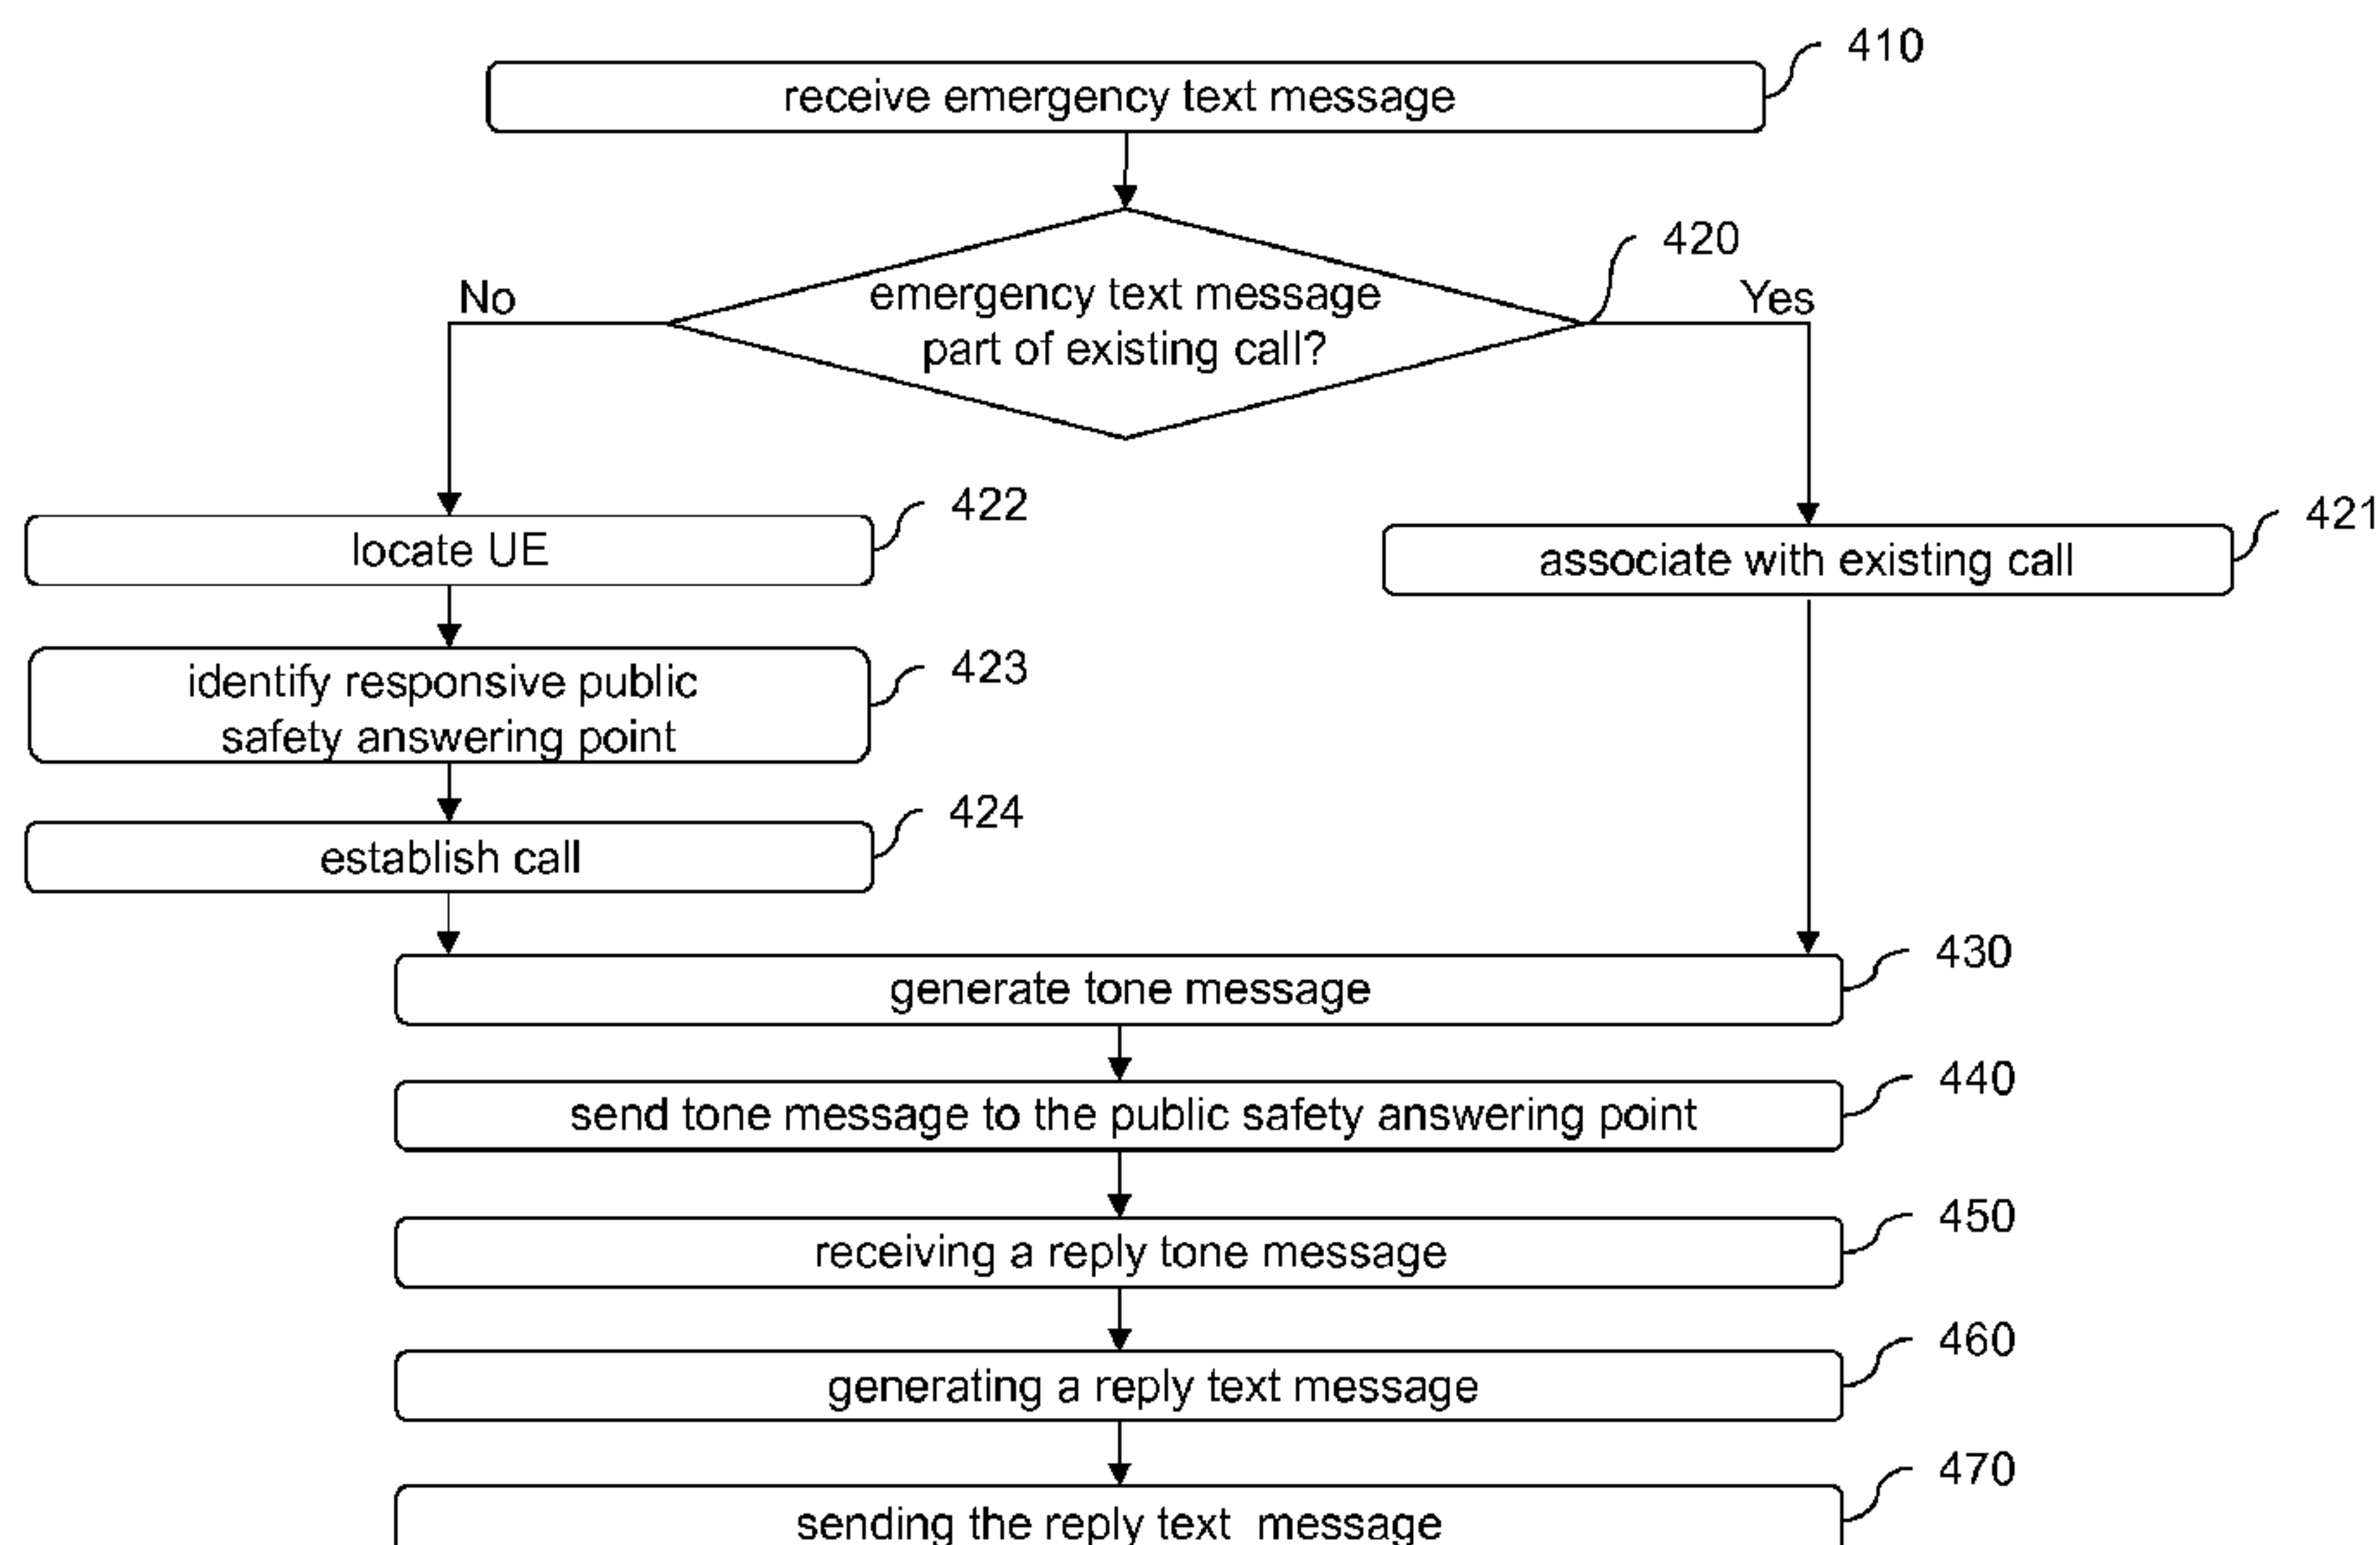 410
receive emergency text message
420
No
emergency text message
Yes
part of existing call?
422
421
locate UE
associate with existing call
423
identify responsive public
safety answering point
424
establish call
430
generate tone message
440
send tone message to the public safety answering point
450
receiving a reply tone message
460
generating a reply text message
470
sending the reply text message